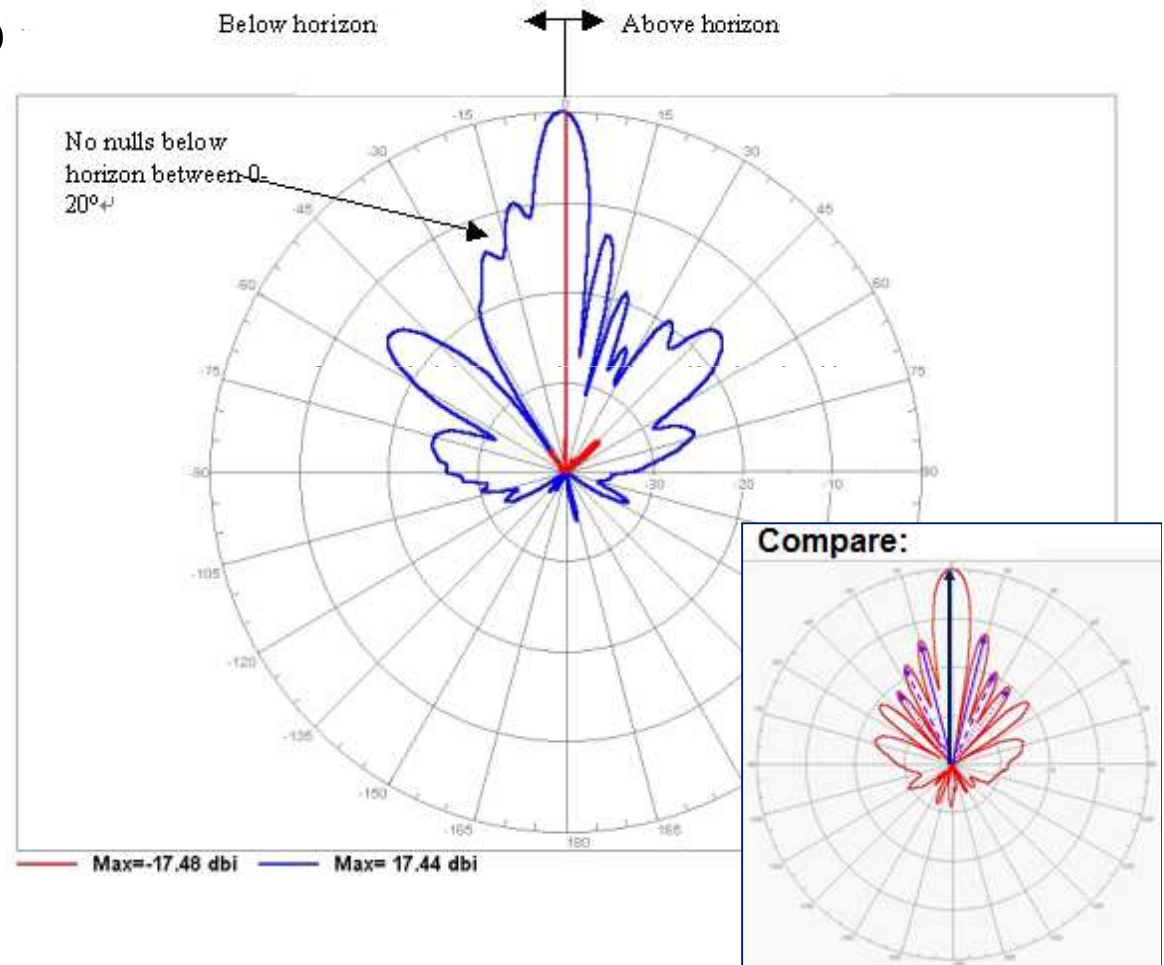 Below horizon
Above horizon
No nulls below
horizon between 0-
20º↵
0
-15
15
-30
30
-45
45
-60
60
-75
75
-90
-30
-20
-10
90
-105
-120
-135
-150
-165
180
165
Compare:
Max=-17.48 dbi
Max= 17.44 dbi